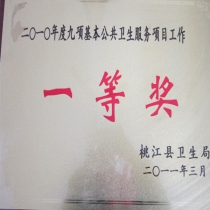 二〇一〇年度九项基本公共卫生服务项目工作
一等奖
桃江县卫生局
二〇一一年三月